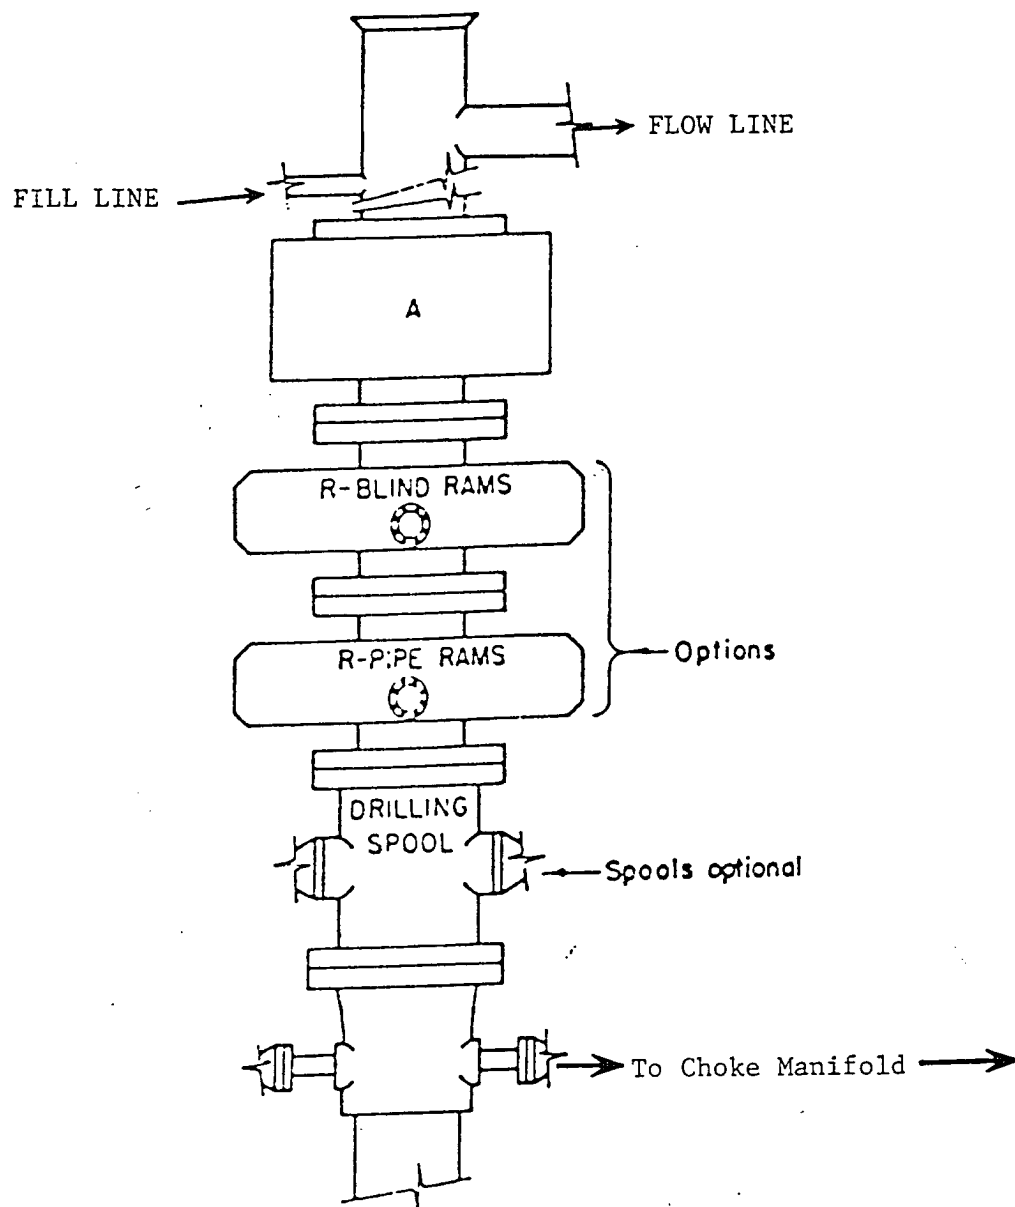 FLOW LINE
FILL LINE
A
R-BLIND RAMS
R-PIPE RAMS
Options
DRILLING
SPOOL
Spools optional
To Choke Manifold